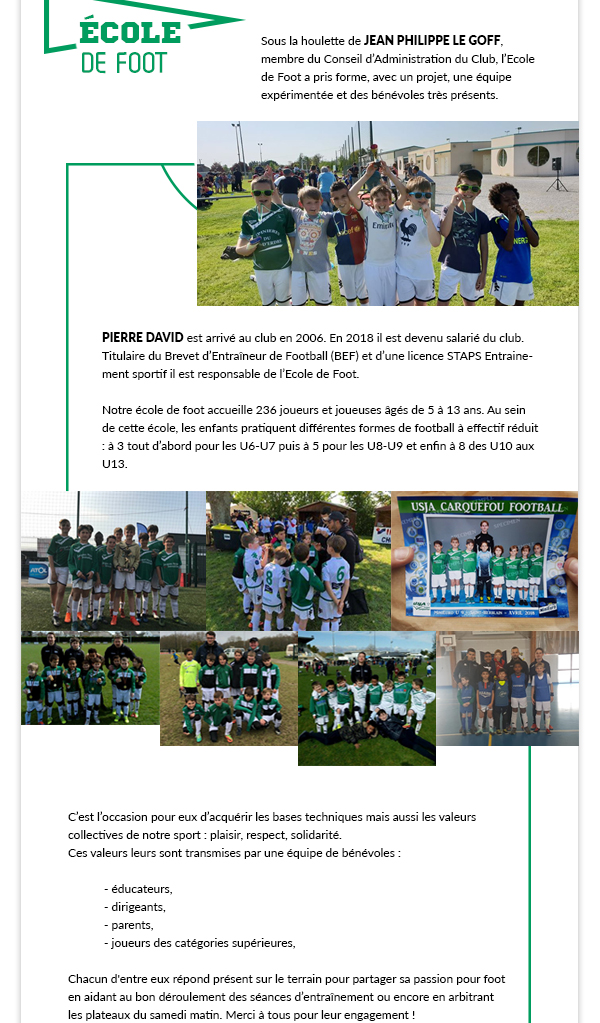 ÉCOLE
DE FOOT
Sous la houlette de JEAN PHILIPPE LE GOFF,
membre du Conseil d’Administration du Club, l’Ecole
de Foot a pris forme, avec un projet, une équipe
expérimentée et des bénévoles très présents.
PIERRE DAVID est arrivé au club en 2006. En 2018 il est devenu salarié du club.
Titulaire du Brevet d’Entraîneur de Football (BEF) et d’une licence STAPS Entraine-
ment sportif il est responsable de l’Ecole de Foot.
Notre école de foot accueille 236 joueurs et joueuses âgés de 5 à 13 ans. Au sein
de cette école, les enfants pratiquent différentes formes de football à effectif réduit
: à 3 tout d’abord pour les U6-U7 puis à 5 pour les U8-U9 et enfin à 8 des U10 aux
U13.
ATOL
8
6
USJA CARQUEFOU FOOTBALL
C’est l’occasion pour eux d’acquérir les bases techniques mais aussi les valeurs
collectives de notre sport : plaisir, respect, solidarité.
Ces valeurs leurs sont transmises par une équipe de bénévoles :
- éducateurs,
- dirigeants,
- parents,
- joueurs des catégories supérieures,
Chacun d'entre eux répond présent sur le terrain pour partager sa passion pour foot
en aidant au bon déroulement des séances d’entraînement ou encore en arbitrant
les plateaux du samedi matin. Merci à tous pour leur engagement !